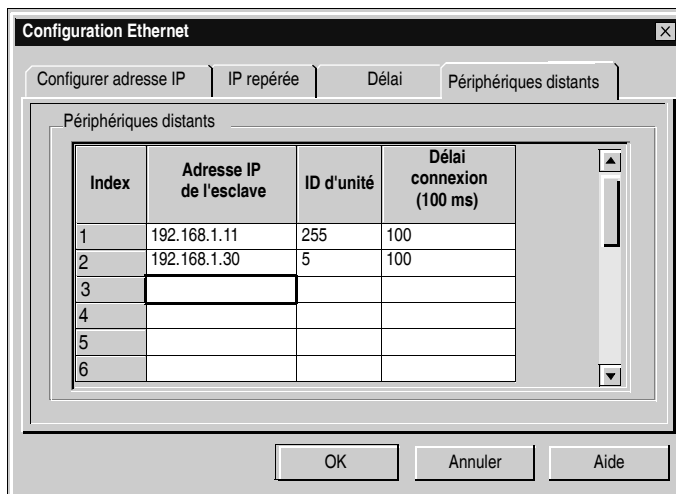 Configuration Ethernet
Configurer adresse IP IP repérée Délai Périphériques distants
Périphériques distants
Index Adresse IP de l'esclave ID d'unité Délai connexion (100 ms)
1 192.168.1.11 255 100
2 192.168.1.30 5 100
3
4
5
6
OK Annuler Aide